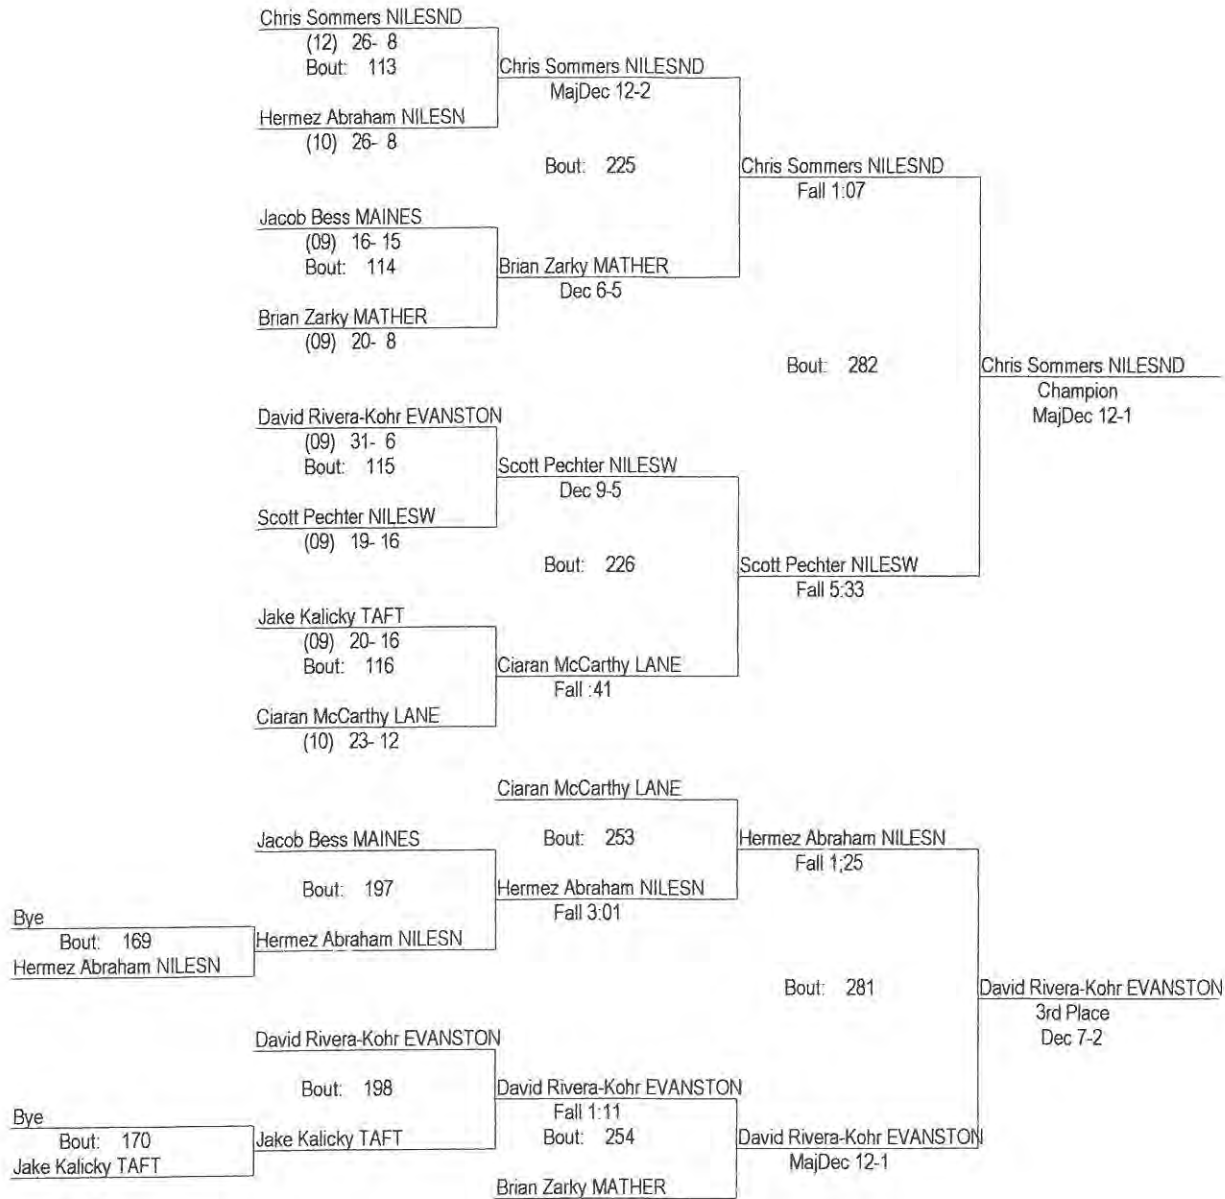 Chris Sommers NILESND
(12) 26- 8
Bout: 113
Chris Sommers NILESND
MajDec 12-2
Hermez Abraham NILESN
(10) 26- 8
Bout: 225
Chris Sommers NILESND
Fall 1:07
Jacob Bess MAINES
(09) 16- 15
Bout: 114
Brian Zarky MATHER
Dec 6-5
Brian Zarky MATHER
(09) 20- 8
Bout: 282
Chris Sommers NILESND
Champion
MajDec 12-1
David Rivera-Kohr EVANSTON
(09) 31- 6
Bout: 115
Scott Pechter NILESW
Dec 9-5
Scott Pechter NILESW
(09) 19- 16
Bout: 226
Scott Pechter NILESW
Fall 5:33
Jake Kalicky TAFT
(09) 20- 16
Bout: 116
Ciaran McCarthy LANE
Fall :41
Ciaran McCarthy LANE
(10) 23- 12
Ciaran McCarthy LANE
Jacob Bess MAINES
Bout: 253
Hermez Abraham NILESN
Fall 1;25
Bout: 197
Hermez Abraham NILESN
Fall 3:01
Bye
Bout: 169
Hermez Abraham NILESN
Hermez Abraham NILESN
Bout: 281
David Rivera-Kohr EVANSTON
3rd Place
Dec 7-2
David Rivera-Kohr EVANSTON
Bout: 198
David Rivera-Kohr EVANSTON
Fall 1:11
Bye
Bout: 170
Jake Kalicky TAFT
Jake Kalicky TAFT
Bout: 254
David Rivera-Kohr EVANSTON
MajDec 12-1
Brian Zarky MATHER